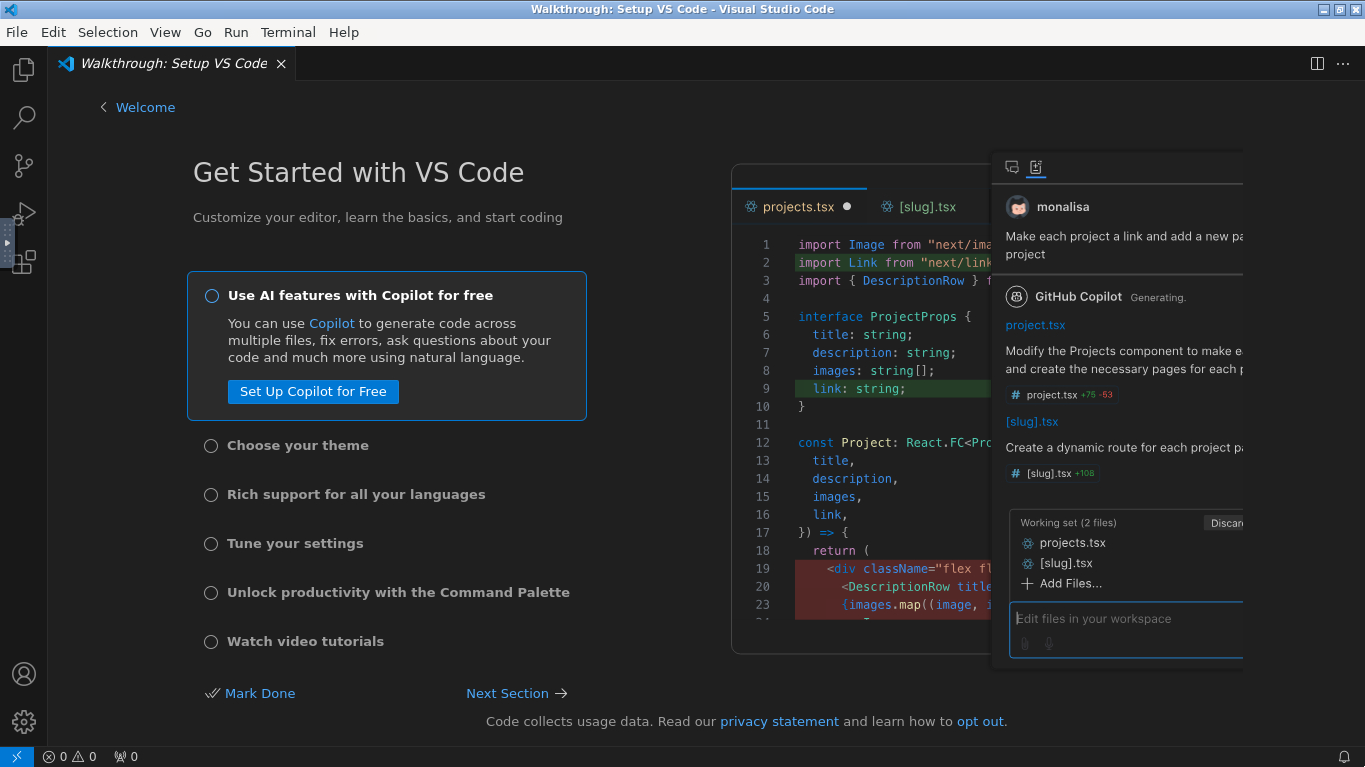 Walkthrough: Setup VS Code - Visual Studio Code
File Edit Selection View Go Run Terminal Help
Walkthrough: Setup VS Code
Welcome
Get Started with VS Code
Customize your editor, learn the basics, and start coding
Use AI features with Copilot for free
You can use Copilot to generate code across
multiple files, fix errors, ask questions about your
code and much more using natural language.
Set Up Copilot for Free
Choose your theme
Rich support for all your languages
Tune your settings
Unlock productivity with the Command Palette
Watch video tutorials
Mark Done
Next Section
projects.tsx
[slug].tsx
1 import Image from "next/ima
2 import Link from "next/link
3 import { DescriptionRow } f
4
5 interface ProjectProps {
6 title: string;
7 description: string;
8 images: string[];
9 link: string;
10 }
11
12 const Project: React.FC<Pro
13 title,
14 description,
15 images,
16 link,
17 }) => {
18 return (
19 <div className="flex fl
20 <DescriptionRow title
23 {images.map((image, i
monalisa
Make each project a link and add a new pa
project
GitHub Copilot Generating.
project.tsx
Modify the Projects component to make e
and create the necessary pages for each p
# project.tsx +75 -53
[slug].tsx
Create a dynamic route for each project pa
# [slug].tsx +108
Working set (2 files) Discard
projects.tsx
[slug].tsx
Add Files...
Edit files in your workspace
Code collects usage data. Read our privacy statement and learn how to opt out.
0 0 0